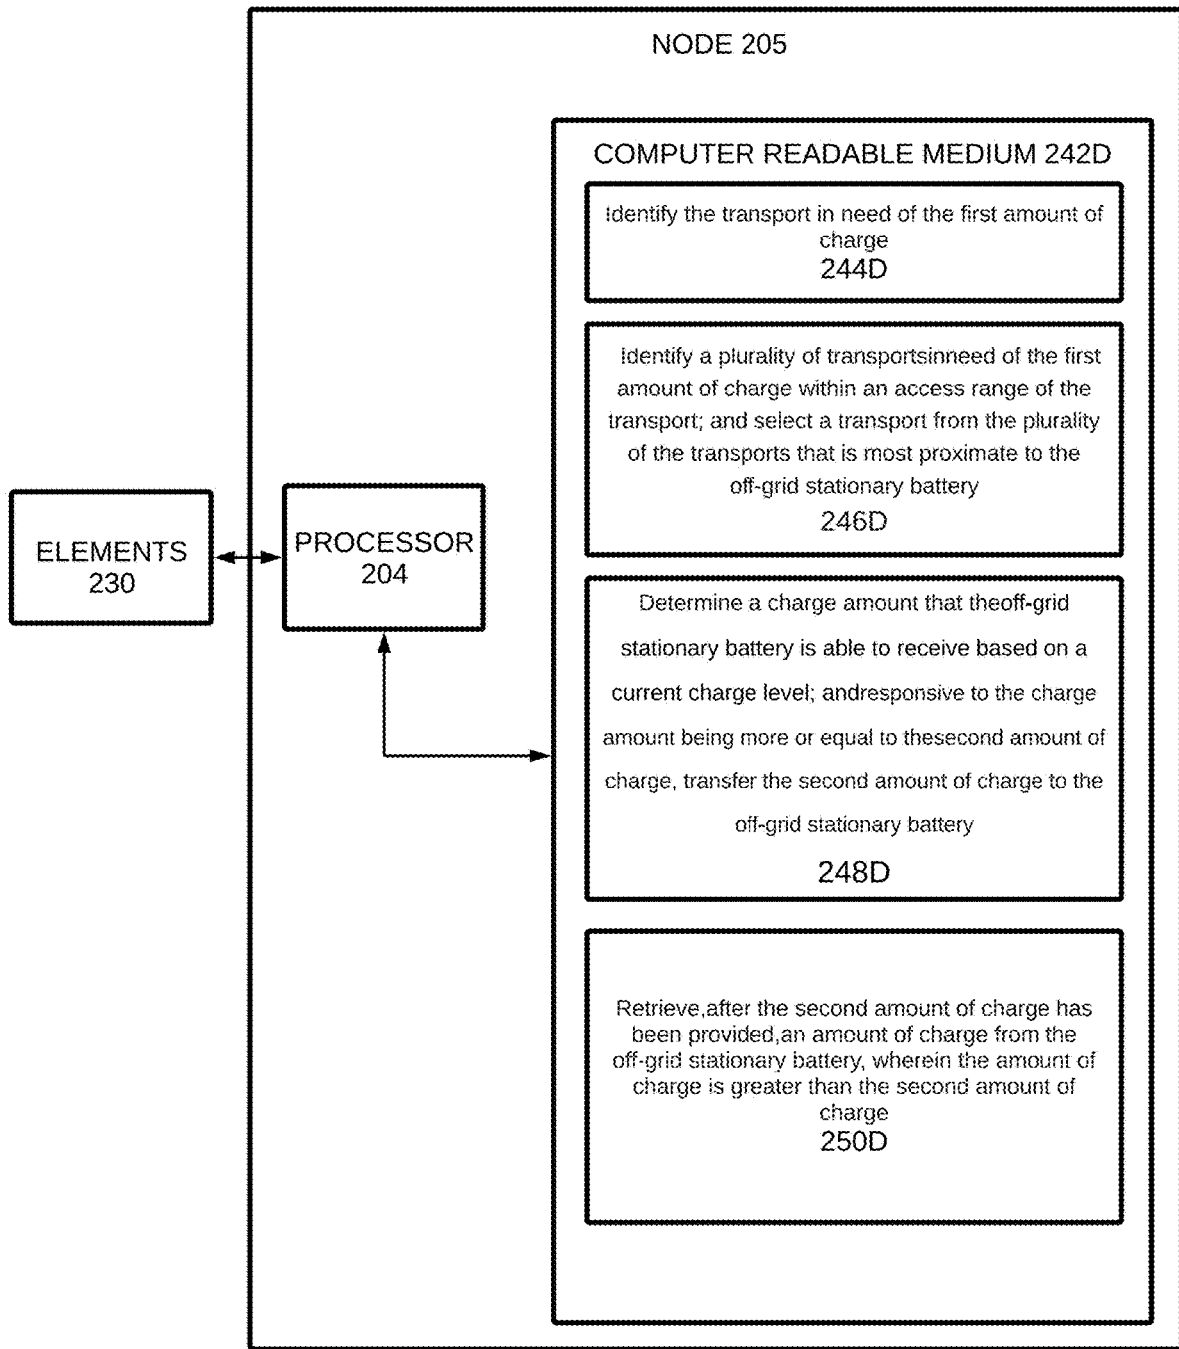 NODE 205
COMPUTER READABLE MEDIUM 242D
Identify the transport in need of the first amount of
charge
244D
Identify a plurality of transportsinneed of the first
amount of charge within an access range of the
transport; and select a transport from the plurality
of the transports that is most proximate to the
off-grid stationary battery
246D
ELEMENTS
230
PROCESSOR
204
Determine a charge amount that theoff-grid
stationary battery is able to receive based on a
current charge level; andresponsive to the charge
amount being more or equal to thesecond amount of
charge, transfer the second amount of charge to the
off-grid stationary battery
248D
Retrieve,after the second amount of charge has
been provided,an amount of charge from the
off-grid stationary battery, wherein the amount of
charge is greater than the second amount of
charge
250D